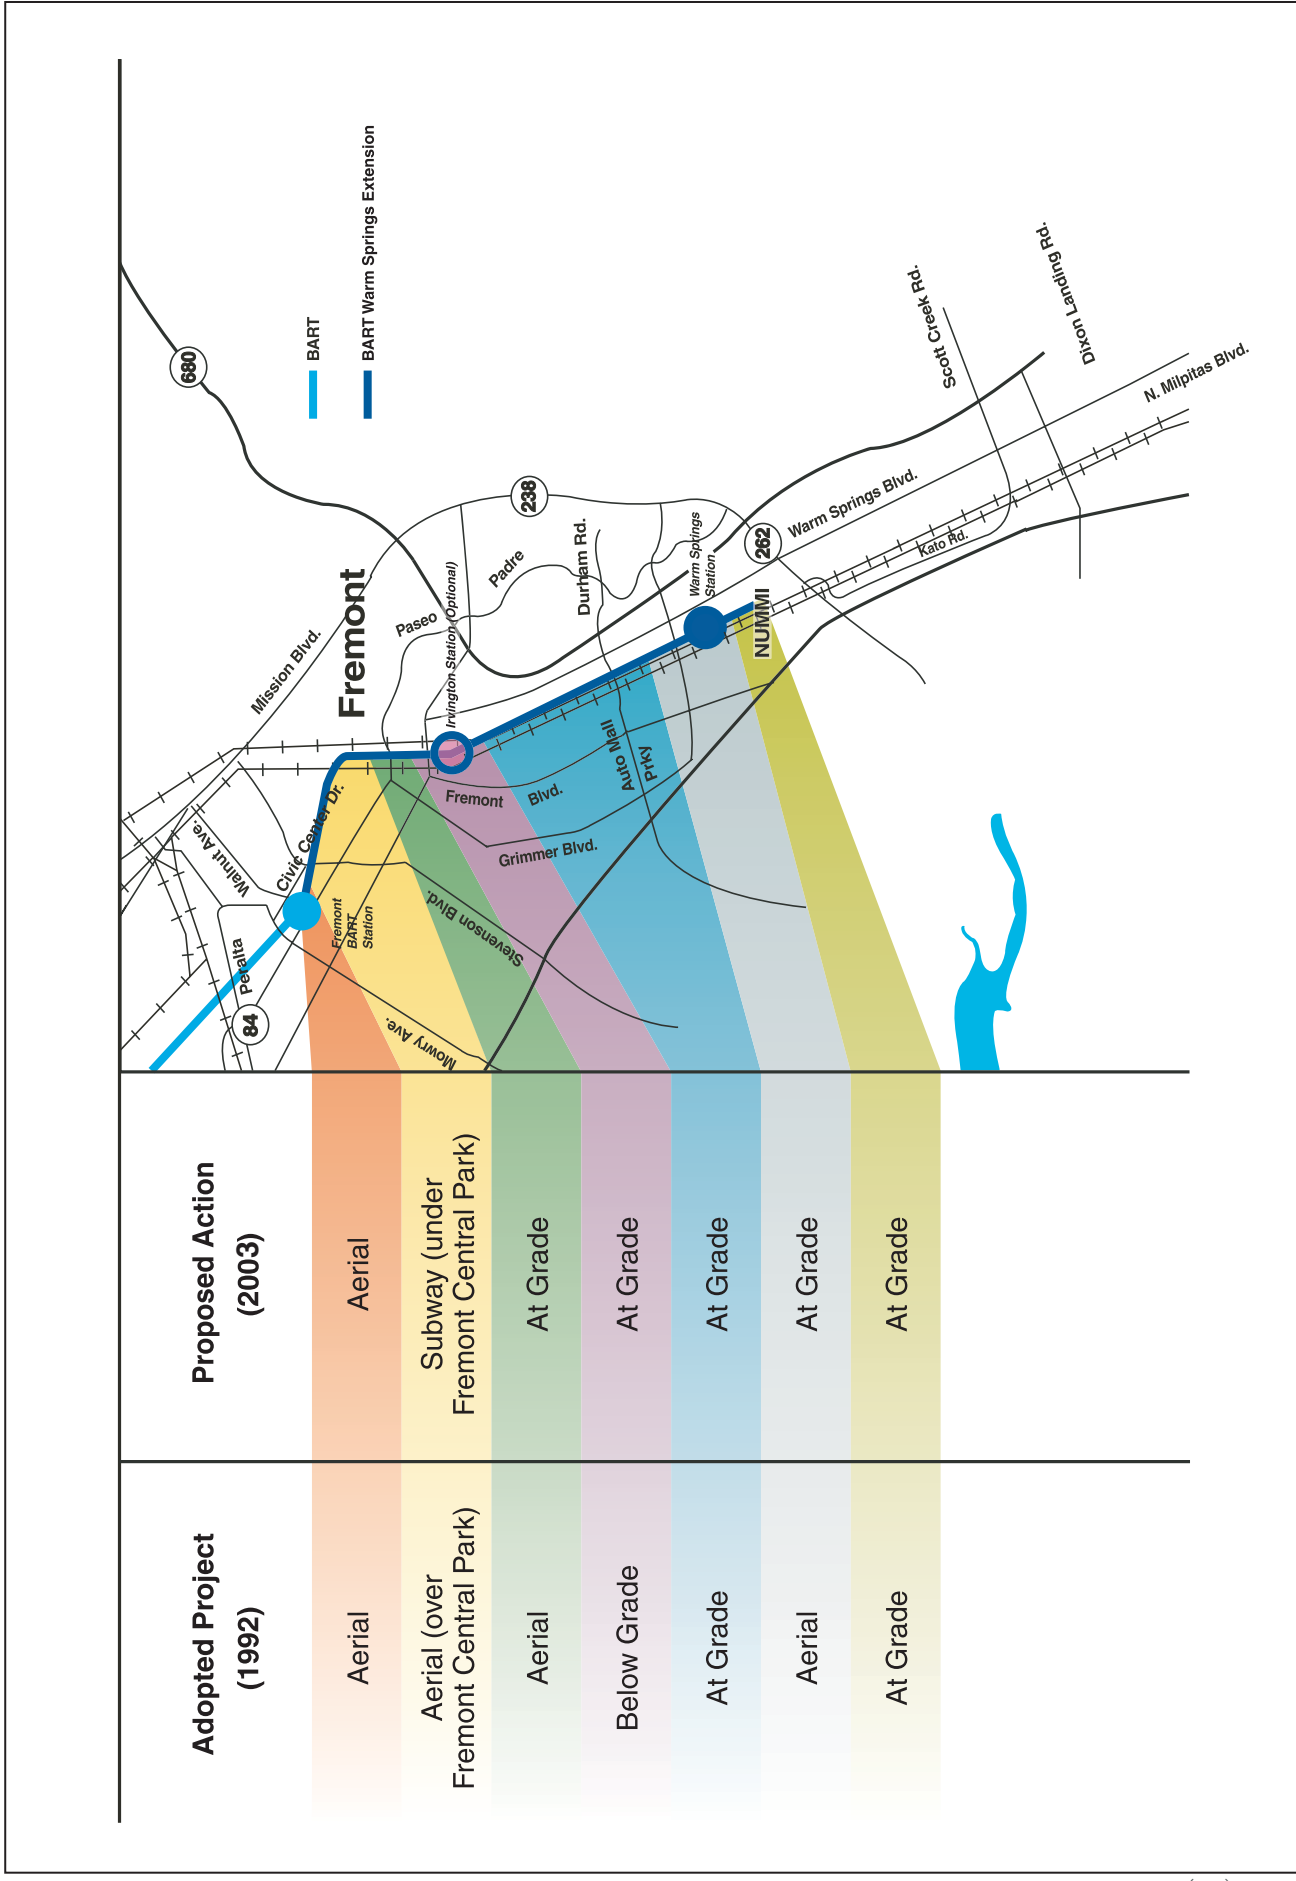 Adopted Project
(1992)
Aerial
Aerial (over
Fremont Central Park)
Aerial
Below Grade
At Grade
Aerial
At Grade
Proposed Action
(2003)
Aerial
Subway (under
Fremont Central Park)
At Grade
At Grade
At Grade
At Grade
At Grade
BART
BART Warm Springs Extension
680
238
262
84
Fremont
Mission Blvd.
Paseo
Padre
Durham Rd.
Irvington Station (Optional)
Warm Springs
Station
NUMMI
Warm Springs Blvd.
Kato Rd.
Scott Creek Rd.
Dixon Landing Rd.
N. Milpitas Blvd.
Walnut Ave.
Civic Center Dr.
Peralta
Fremont
BART
Station
Mowry Ave.
Stevenson Blvd.
Fremont
Blvd.
Grimmer Blvd.
Auto Mall
Prky